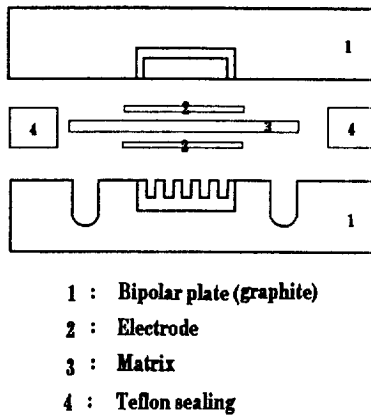 1
2
4
3
4
2
1
1 : Bipolar plate (graphite)
2 : Electrode
3 : Matrix
4 : Teflon sealing